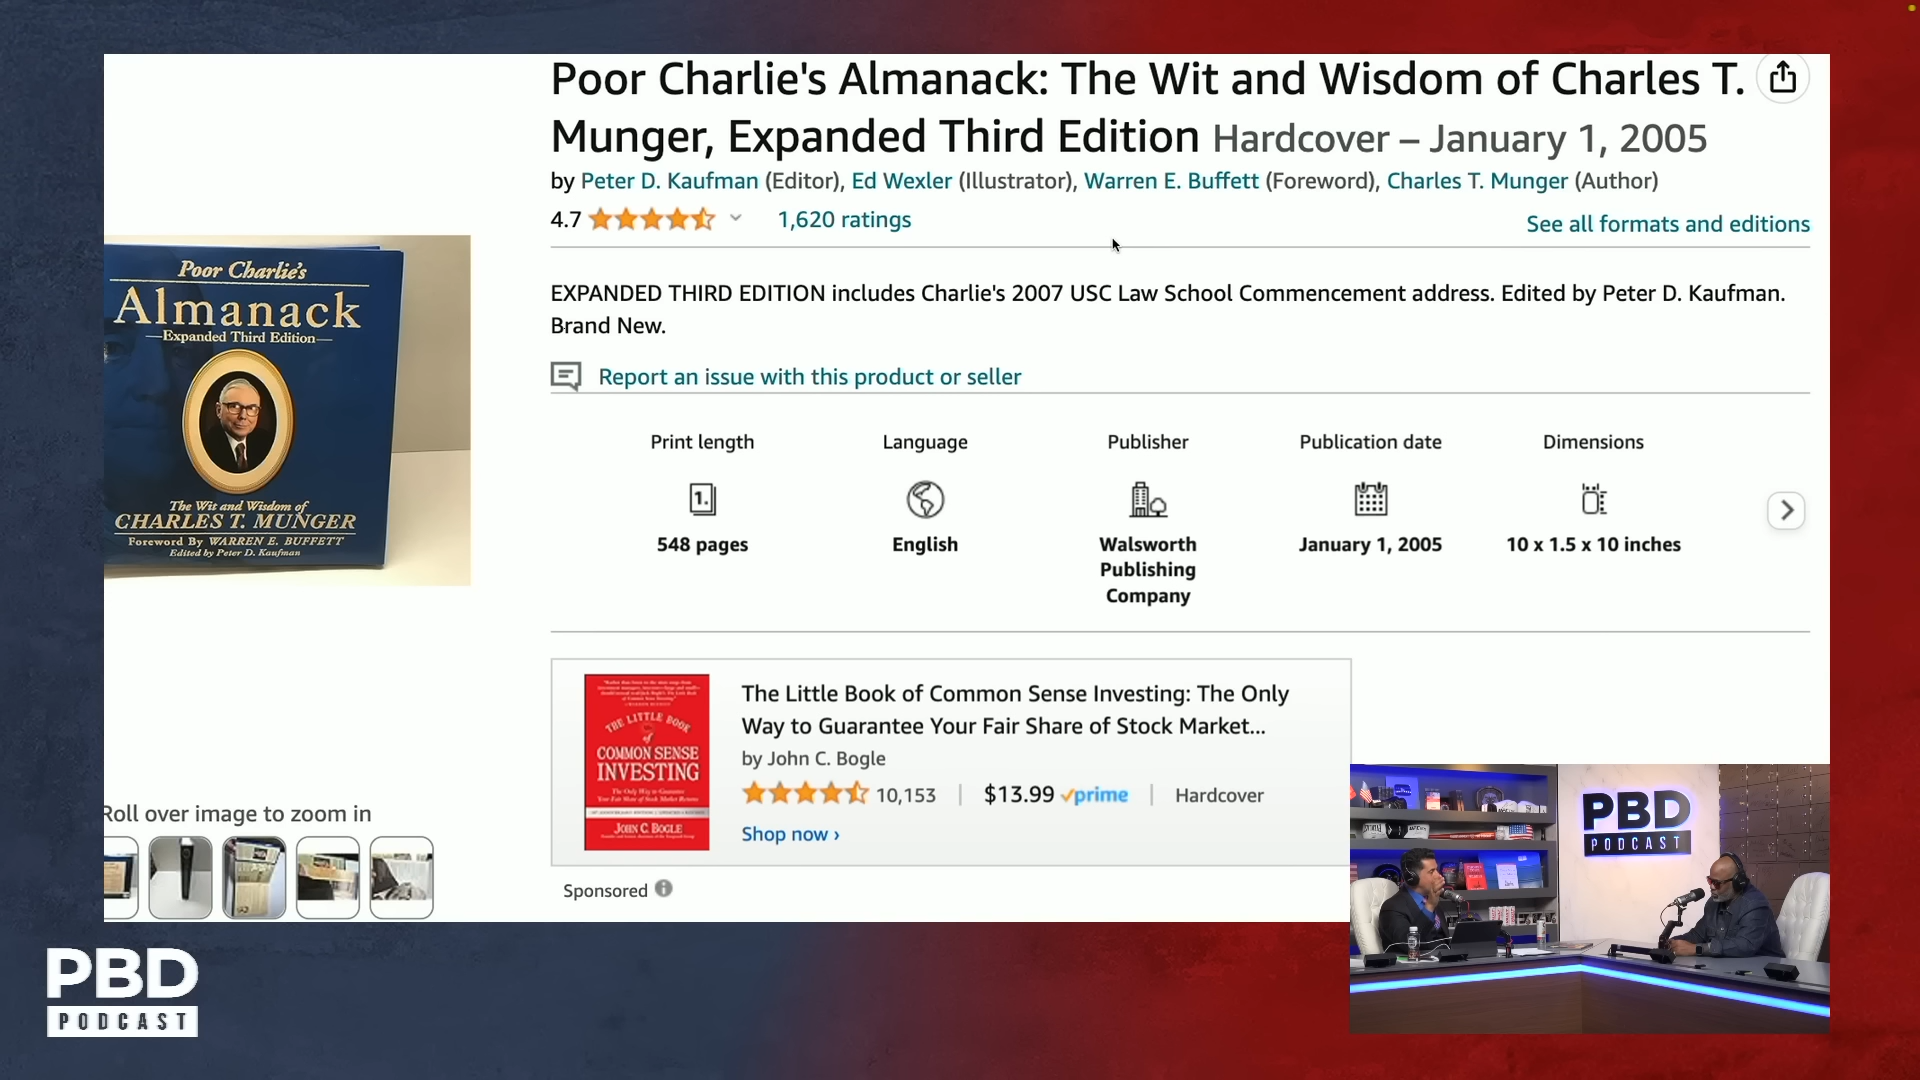 Poor Charlie's Almanack: The Wit and Wisdom of Charles T.
Munger, Expanded Third Edition Hardcover – January 1, 2005
by Peter D. Kaufman (Editor), Ed Wexler (Illustrator), Warren E. Buffett (Foreword), Charles T. Munger (Author)
4.7 1,620 ratings
See all formats and editions
EXPANDED THIRD EDITION includes Charlie's 2007 USC Law School Commencement address. Edited by Peter D. Kaufman.
Brand New.
Report an issue with this product or seller
Poor Charlie's
Almanack
—Expanded Third Edition—
The Wit and Wisdom of
CHARLES T. MUNGER
Foreword By WARREN E. BUFFETT
Edited by Peter D. Kaufman
Print length
1.
548 pages
Language
English
Publisher
Walsworth
Publishing
Company
Publication date
January 1, 2005
Dimensions
10 x 1.5 x 10 inches
THE LITTLE BOOK
of
COMMON SENSE
INVESTING
JOHN C. BOGLE
The Little Book of Common Sense Investing: The Only
Way to Guarantee Your Fair Share of Stock Market...
by John C. Bogle
10,153 | $13.99 prime | Hardcover
Shop now ›
Sponsored
Roll over image to zoom in
PBD
PODCAST
PBD
PODCAST